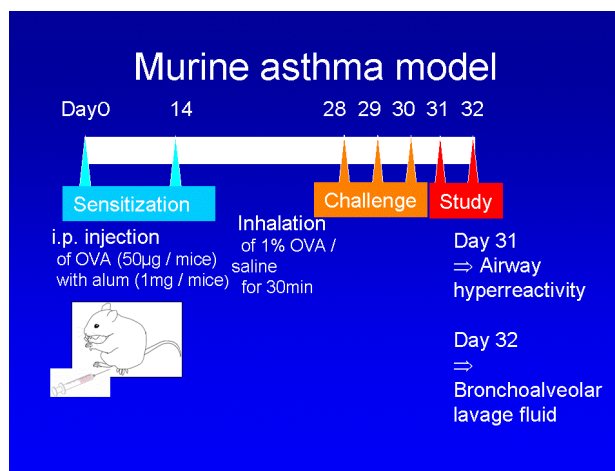 Murine asthma model
Day0 14 28 29 30 31 32
Sensitization
Challenge
Study
i.p. injection
of OVA (50µg / mice)
with alum (1mg / mice)
Inhalation
of 1% OVA /
saline
for 30min
Day 31
⇒ Airway
hyperreactivity
Day 32
⇒
Bronchoalveolar
lavage fluid